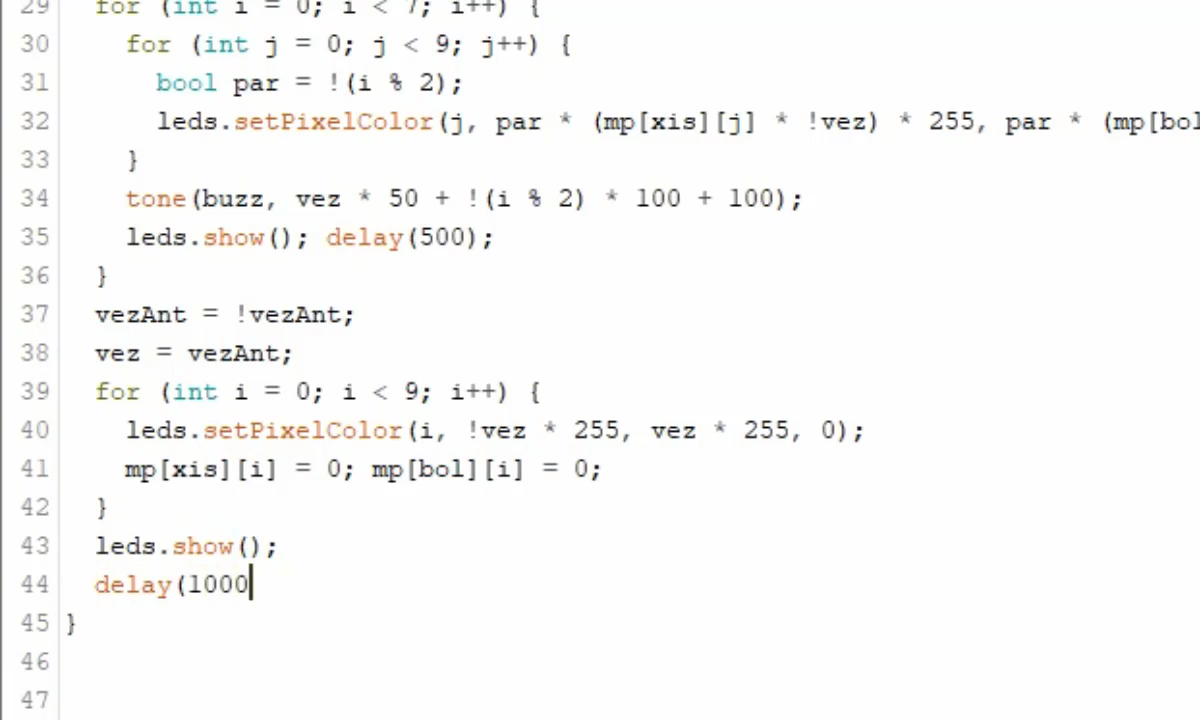 29 for (int i = 0; i < 7; i++) {
30 for (int j = 0; j < 9; j++) {
31 bool par = !(i % 2);
32 leds.setPixelColor(j, par * (mp[xis][j] * !vez) * 255, par * (mp[bol
33 }
34 tone(buzz, vez * 50 + !(i % 2) * 100 + 100);
35 leds.show(); delay(500);
36 }
37 vezAnt = !vezAnt;
38 vez = vezAnt;
39 for (int i = 0; i < 9; i++) {
40 leds.setPixelColor(i, !vez * 255, vez * 255, 0);
41 mp[xis][i] = 0; mp[bol][i] = 0;
42 }
43 leds.show();
44 delay(1000
45 }
46
47